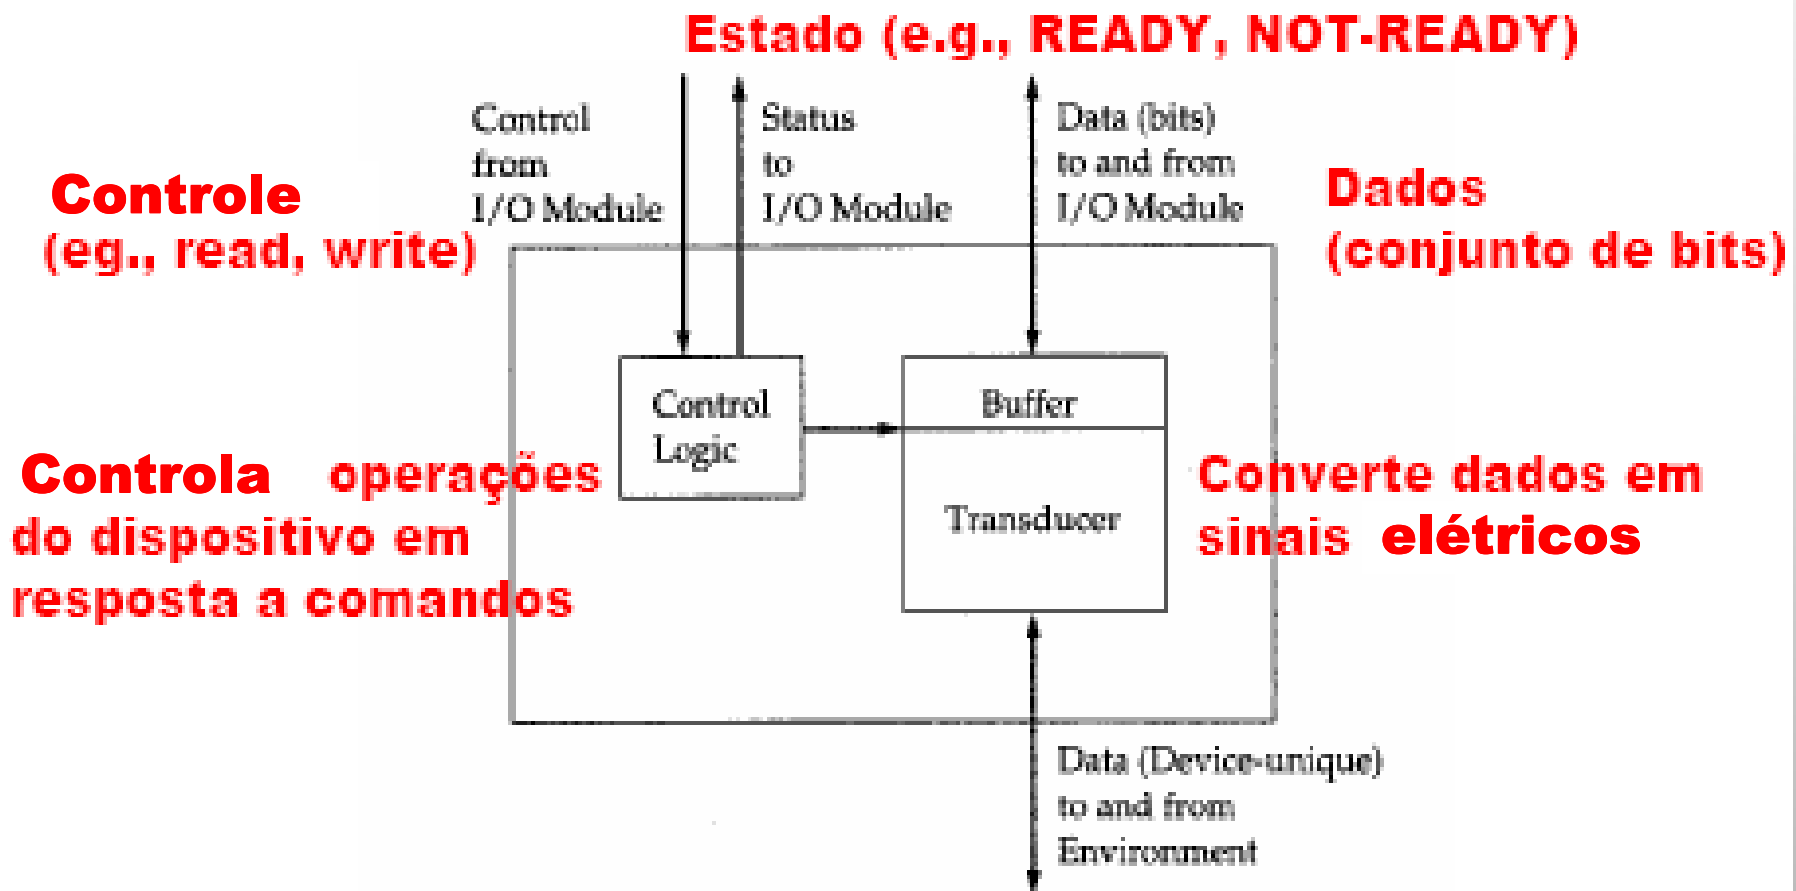 Estado (e.g., READY, NOT-READY)
Control
from
I/O Module
Status
to
I/O Module
Data (bits)
to and from
I/O Module
Controle
(eg., read, write)
Dados
(conjunto de bits)
Control
Logic
Buffer
Transducer
Controla operações
do dispositivo em
resposta a comandos
Converte dados em
sinais elétricos
Data (Device-unique)
to and from
Environment